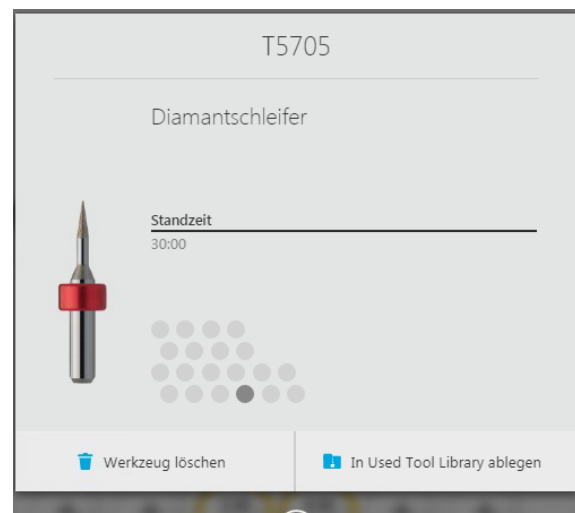 T5705
Diamantschleifer
Standzeit
30:00
Werkzeug löschen
In Used Tool Library ablegen